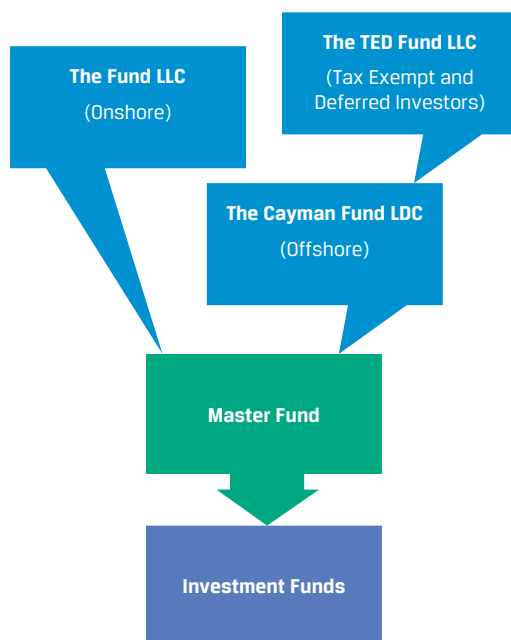 The TED Fund LLC
(Tax Exempt and
Deferred Investors)
The Fund LLC
(Onshore)
The Cayman Fund LDC
(Offshore)
Master Fund
Investment Funds